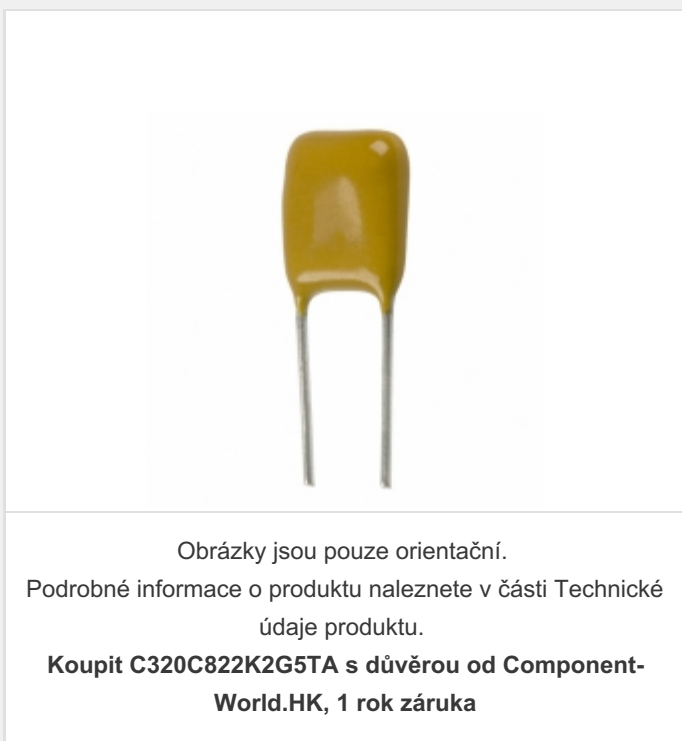 Obrázky jsou pouze orientační.
Podrobné informace o produktu naleznete v části Technické
údaje produktu.
Koupit C320C822K2G5TA s důvěrou od Component-
World.HK, 1 rok záruka